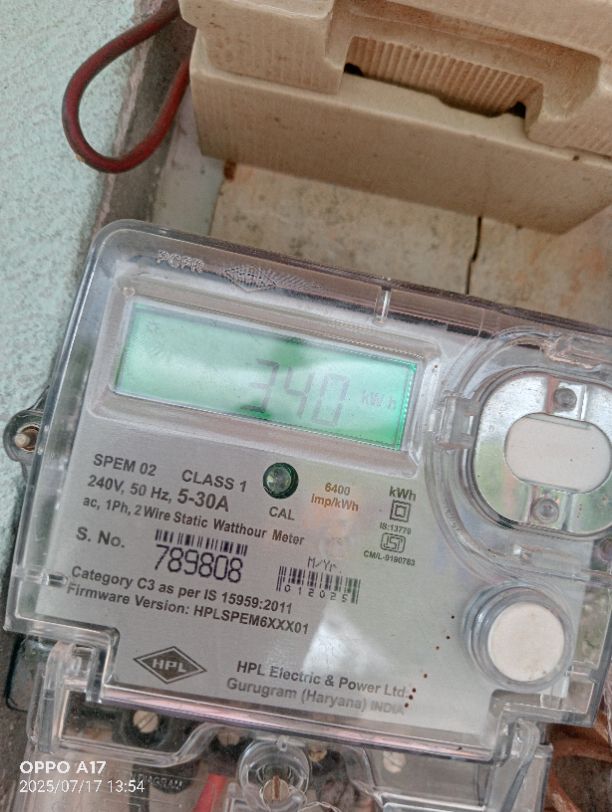 340 kWh
SPEM 02 CLASS 1
240V, 50 Hz, 5-30A
ac, 1Ph, 2 Wire Static Watthour Meter
CAL
6400
imp/kWh
kWh
IS:13779
ISI
CM/L-9190763
S. No.
789808
M/Yr.
012025
Category C3 as per IS 15959:2011
Firmware Version: HPLSPEM6XXX01
HPL
HPL Electric & Power Ltd.
Gurugram (Haryana) INDIA
OPPO A17
2025/07/17 13:54